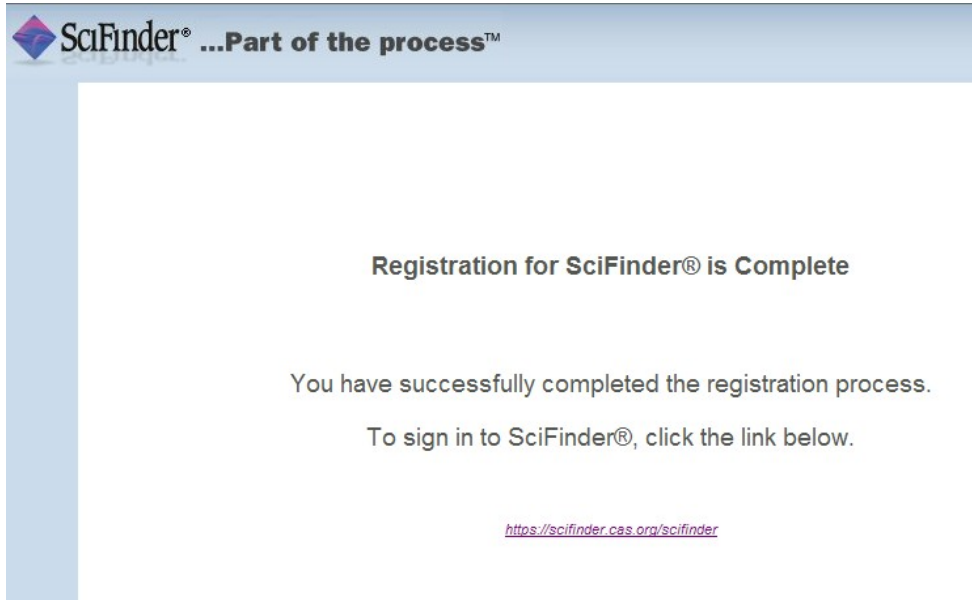 SciFinder® ...Part of the process™
Registration for SciFinder® is Complete
You have successfully completed the registration process.
To sign in to SciFinder®, click the link below.
https://scifinder.cas.org/scifinder